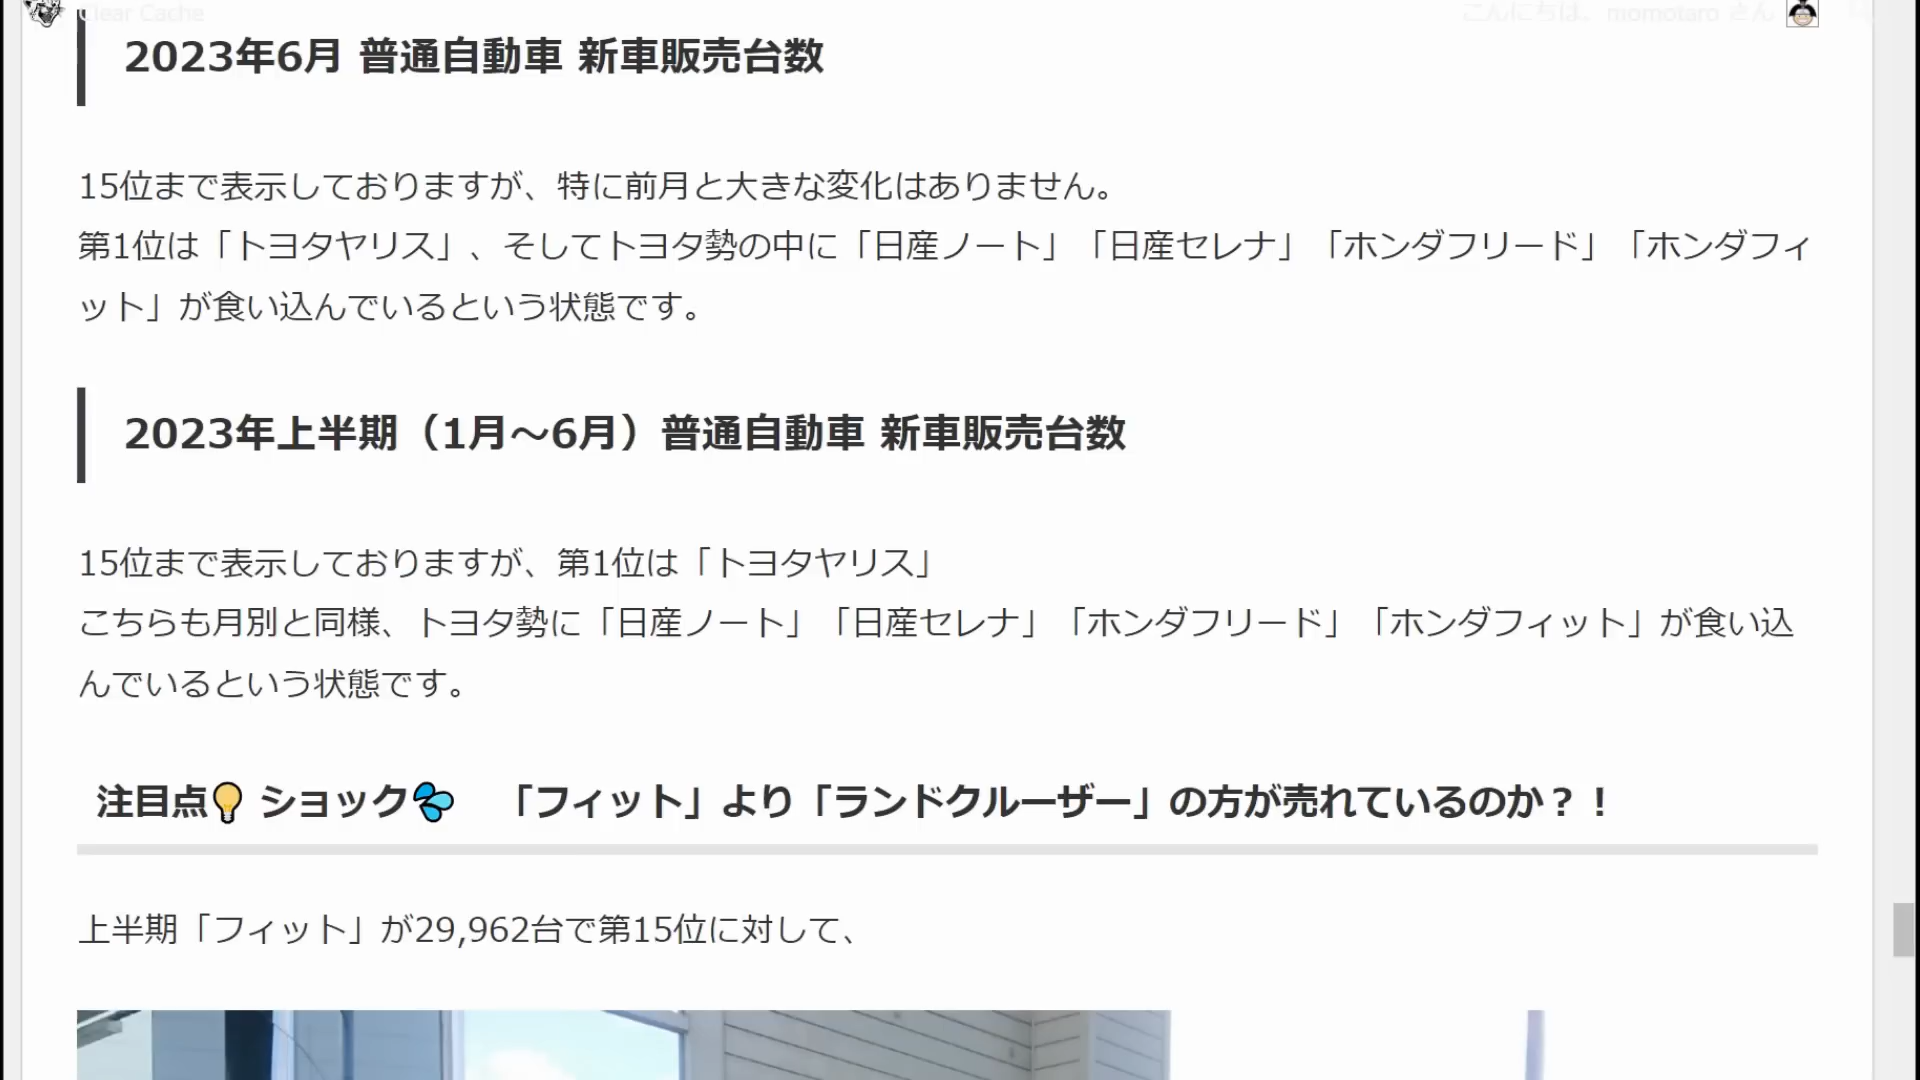 Clear Cache
こんにちは、momotaro さん
2023年6月 普通自動車 新車販売台数
15位まで表示しておりますが、特に前月と大きな変化はありません。
第1位は「トヨタヤリス」、そしてトヨタ勢の中に「日産ノート」「日産セレナ」「ホンダフリード」「ホンダフィ
ット」が食い込んでいるという状態です。
2023年上半期（1月〜6月）普通自動車 新車販売台数
15位まで表示しておりますが、第1位は「トヨタヤリス」
こちらも月別と同様、トヨタ勢に「日産ノート」「日産セレナ」「ホンダフリード」「ホンダフィット」が食い込
んでいるという状態です。
注目点💡 ショック💦 「フィット」より「ランドクルーザー」の方が売れているのか？！
上半期「フィット」が29,962台で第15位に対して、